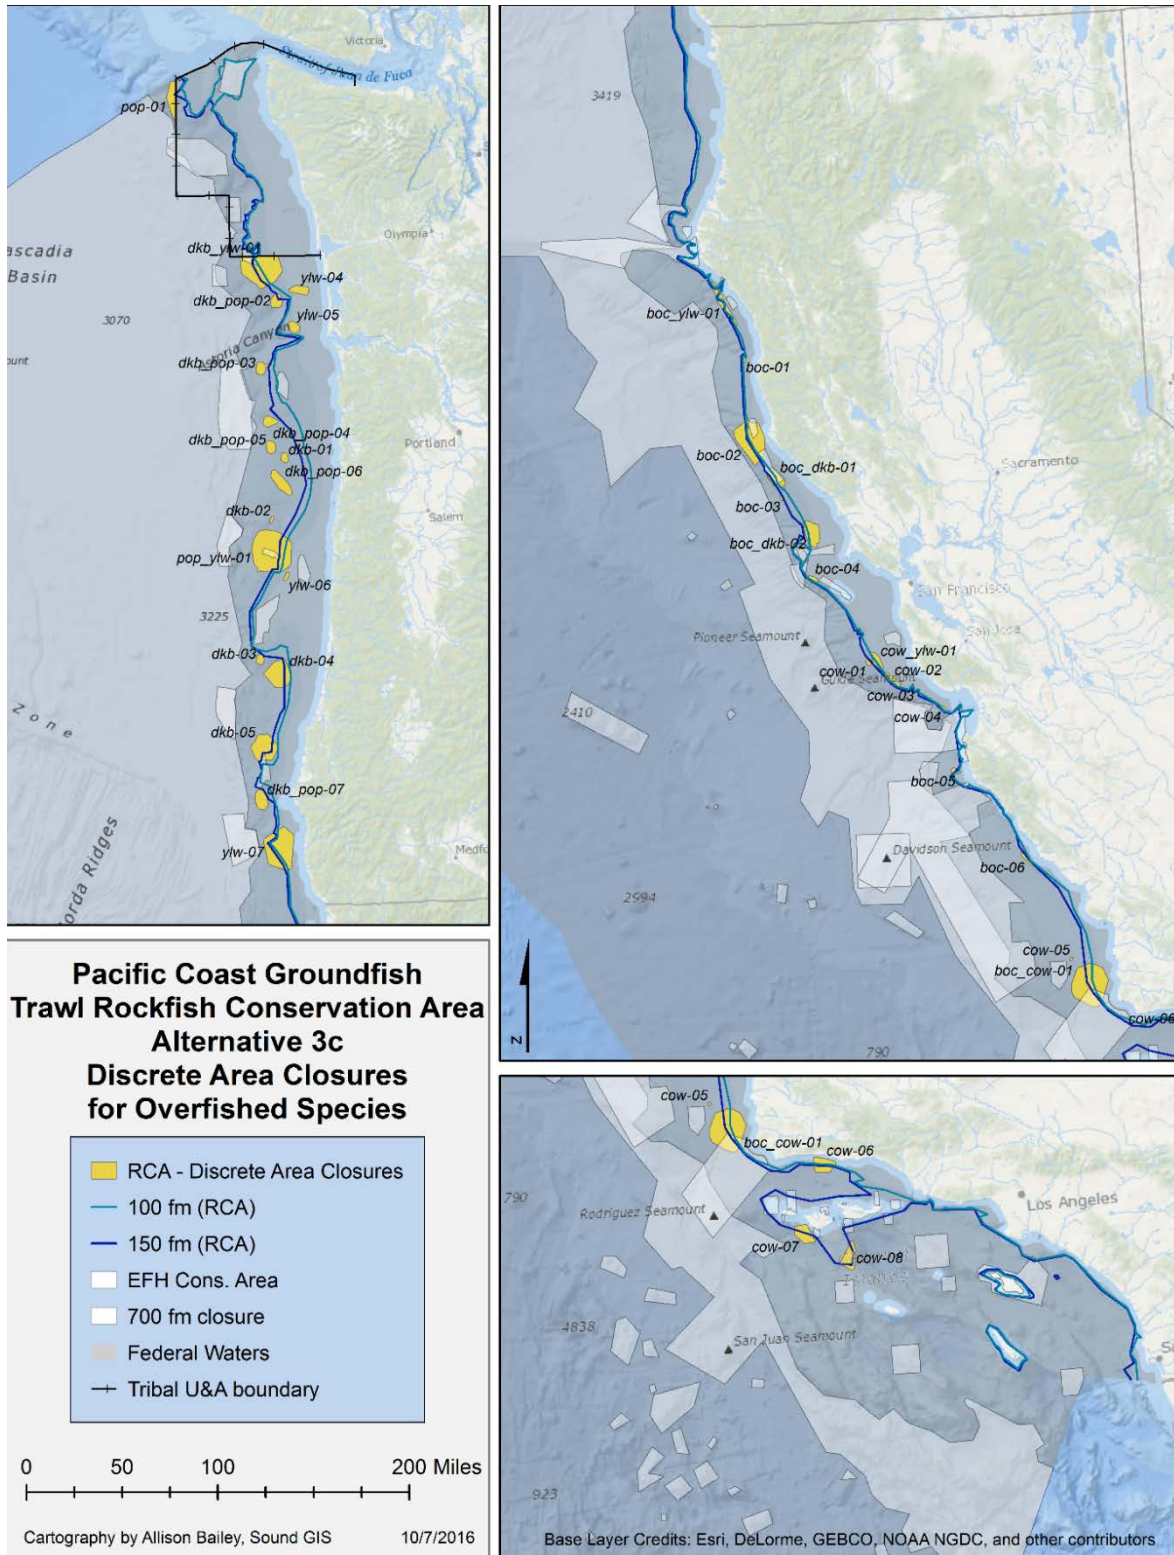 Victoria
Strait of Juan de Fuca
pop-01
Olympia
ascadia
Basin
dkb_ylw-01
ylw-04
dkb_pop-02
3070
ylw-05
Astoria Canyon
dkb_pop-03
dkb_pop-04
dkb_pop-05
dkb-01
Portland
dkb_pop-06
dkb-02
Salem
pop_ylw-01
ylw-06
3225
dkb-03
dkb-04
Zone
dkb-05
dkb_pop-07
ylw-07
Medfo
orda Ridges
3419
boc_ylw-01
boc-01
boc-02
boc_dkb-01
Sacramento
boc-03
boc_dkb-02
boc-04
San Francisco
San Jose
Pioneer Seamount
cow_ylw-01
cow-01
cow-02
Guide Seamount
cow-03
2410
cow-04
boc-05
Davidson Seamount
boc-06
2994
cow-05
boc_cow-01
cow-06
N
790
Pacific Coast Groundfish
Trawl Rockfish Conservation Area
Alternative 3c
Discrete Area Closures
for Overfished Species
RCA - Discrete Area Closures
100 fm (RCA)
150 fm (RCA)
EFH Cons. Area
700 fm closure
Federal Waters
Tribal U&A boundary
0 50 100 200 Miles
Cartography by Allison Bailey, Sound GIS 10/7/2016
cow-05
boc_cow-01
cow-06
790
Los Angeles
Rodriguez Seamount
cow-07
cow-08
4838
San Juan Seamount
Sa
923
Base Layer Credits: Esri, DeLorme, GEBCO, NOAA NGDC, and other contributors